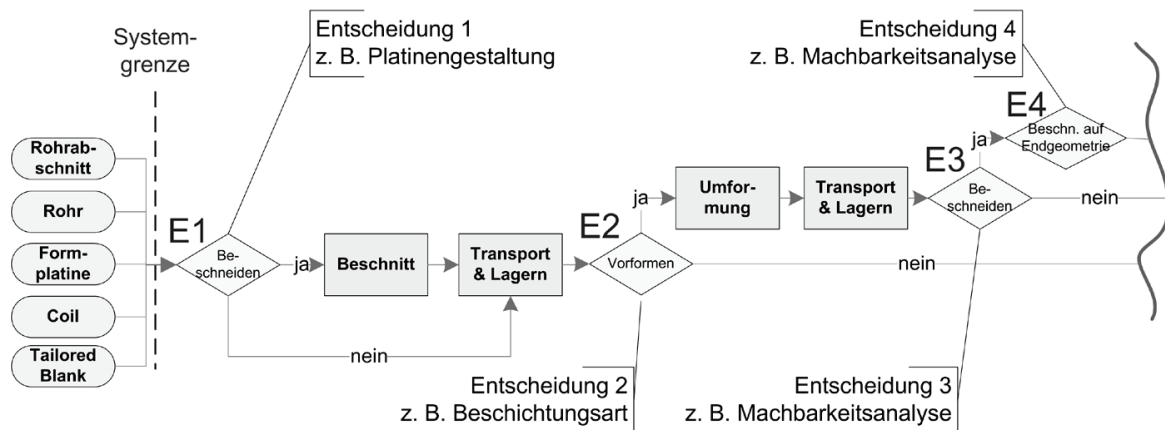 System-
grenze
Entscheidung 1
z. B. Platinengestaltung
Entscheidung 4
z. B. Machbarkeitsanalyse
Rohrab-
schnitt
Rohr
Form-
platine
Coil
Tailored
Blank
E1
Be-
schneiden
ja
nein
Beschnitt
Transport
& Lagern
E2
Vorformen
ja
nein
Entscheidung 2
z. B. Beschichtungsart
Umfor-
mung
Transport
& Lagern
E3
Be-
schneiden
ja
nein
Entscheidung 3
z. B. Machbarkeitsanalyse
E4
Beschn. auf
Endgeometrie